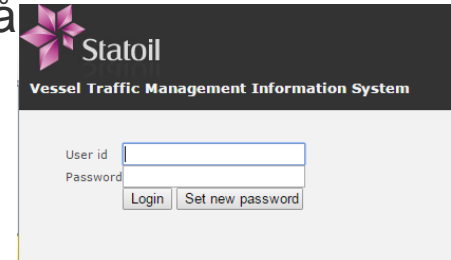 å
Statoil
Vessel Traffic Management Information System
User id
Password
Login Set new password